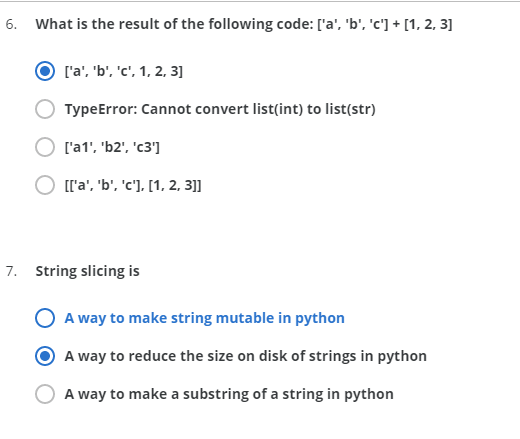 6. What is the result of the following code: ['a', 'b', 'c'] + [1, 2, 3]
['a', 'b', 'c', 1, 2, 3]
TypeError: Cannot convert list(int) to list(str)
['a1', 'b2', 'c3']
[['a', 'b', 'c'], [1, 2, 3]]
7. String slicing is
A way to make string mutable in python
A way to reduce the size on disk of strings in python
A way to make a substring of a string in python